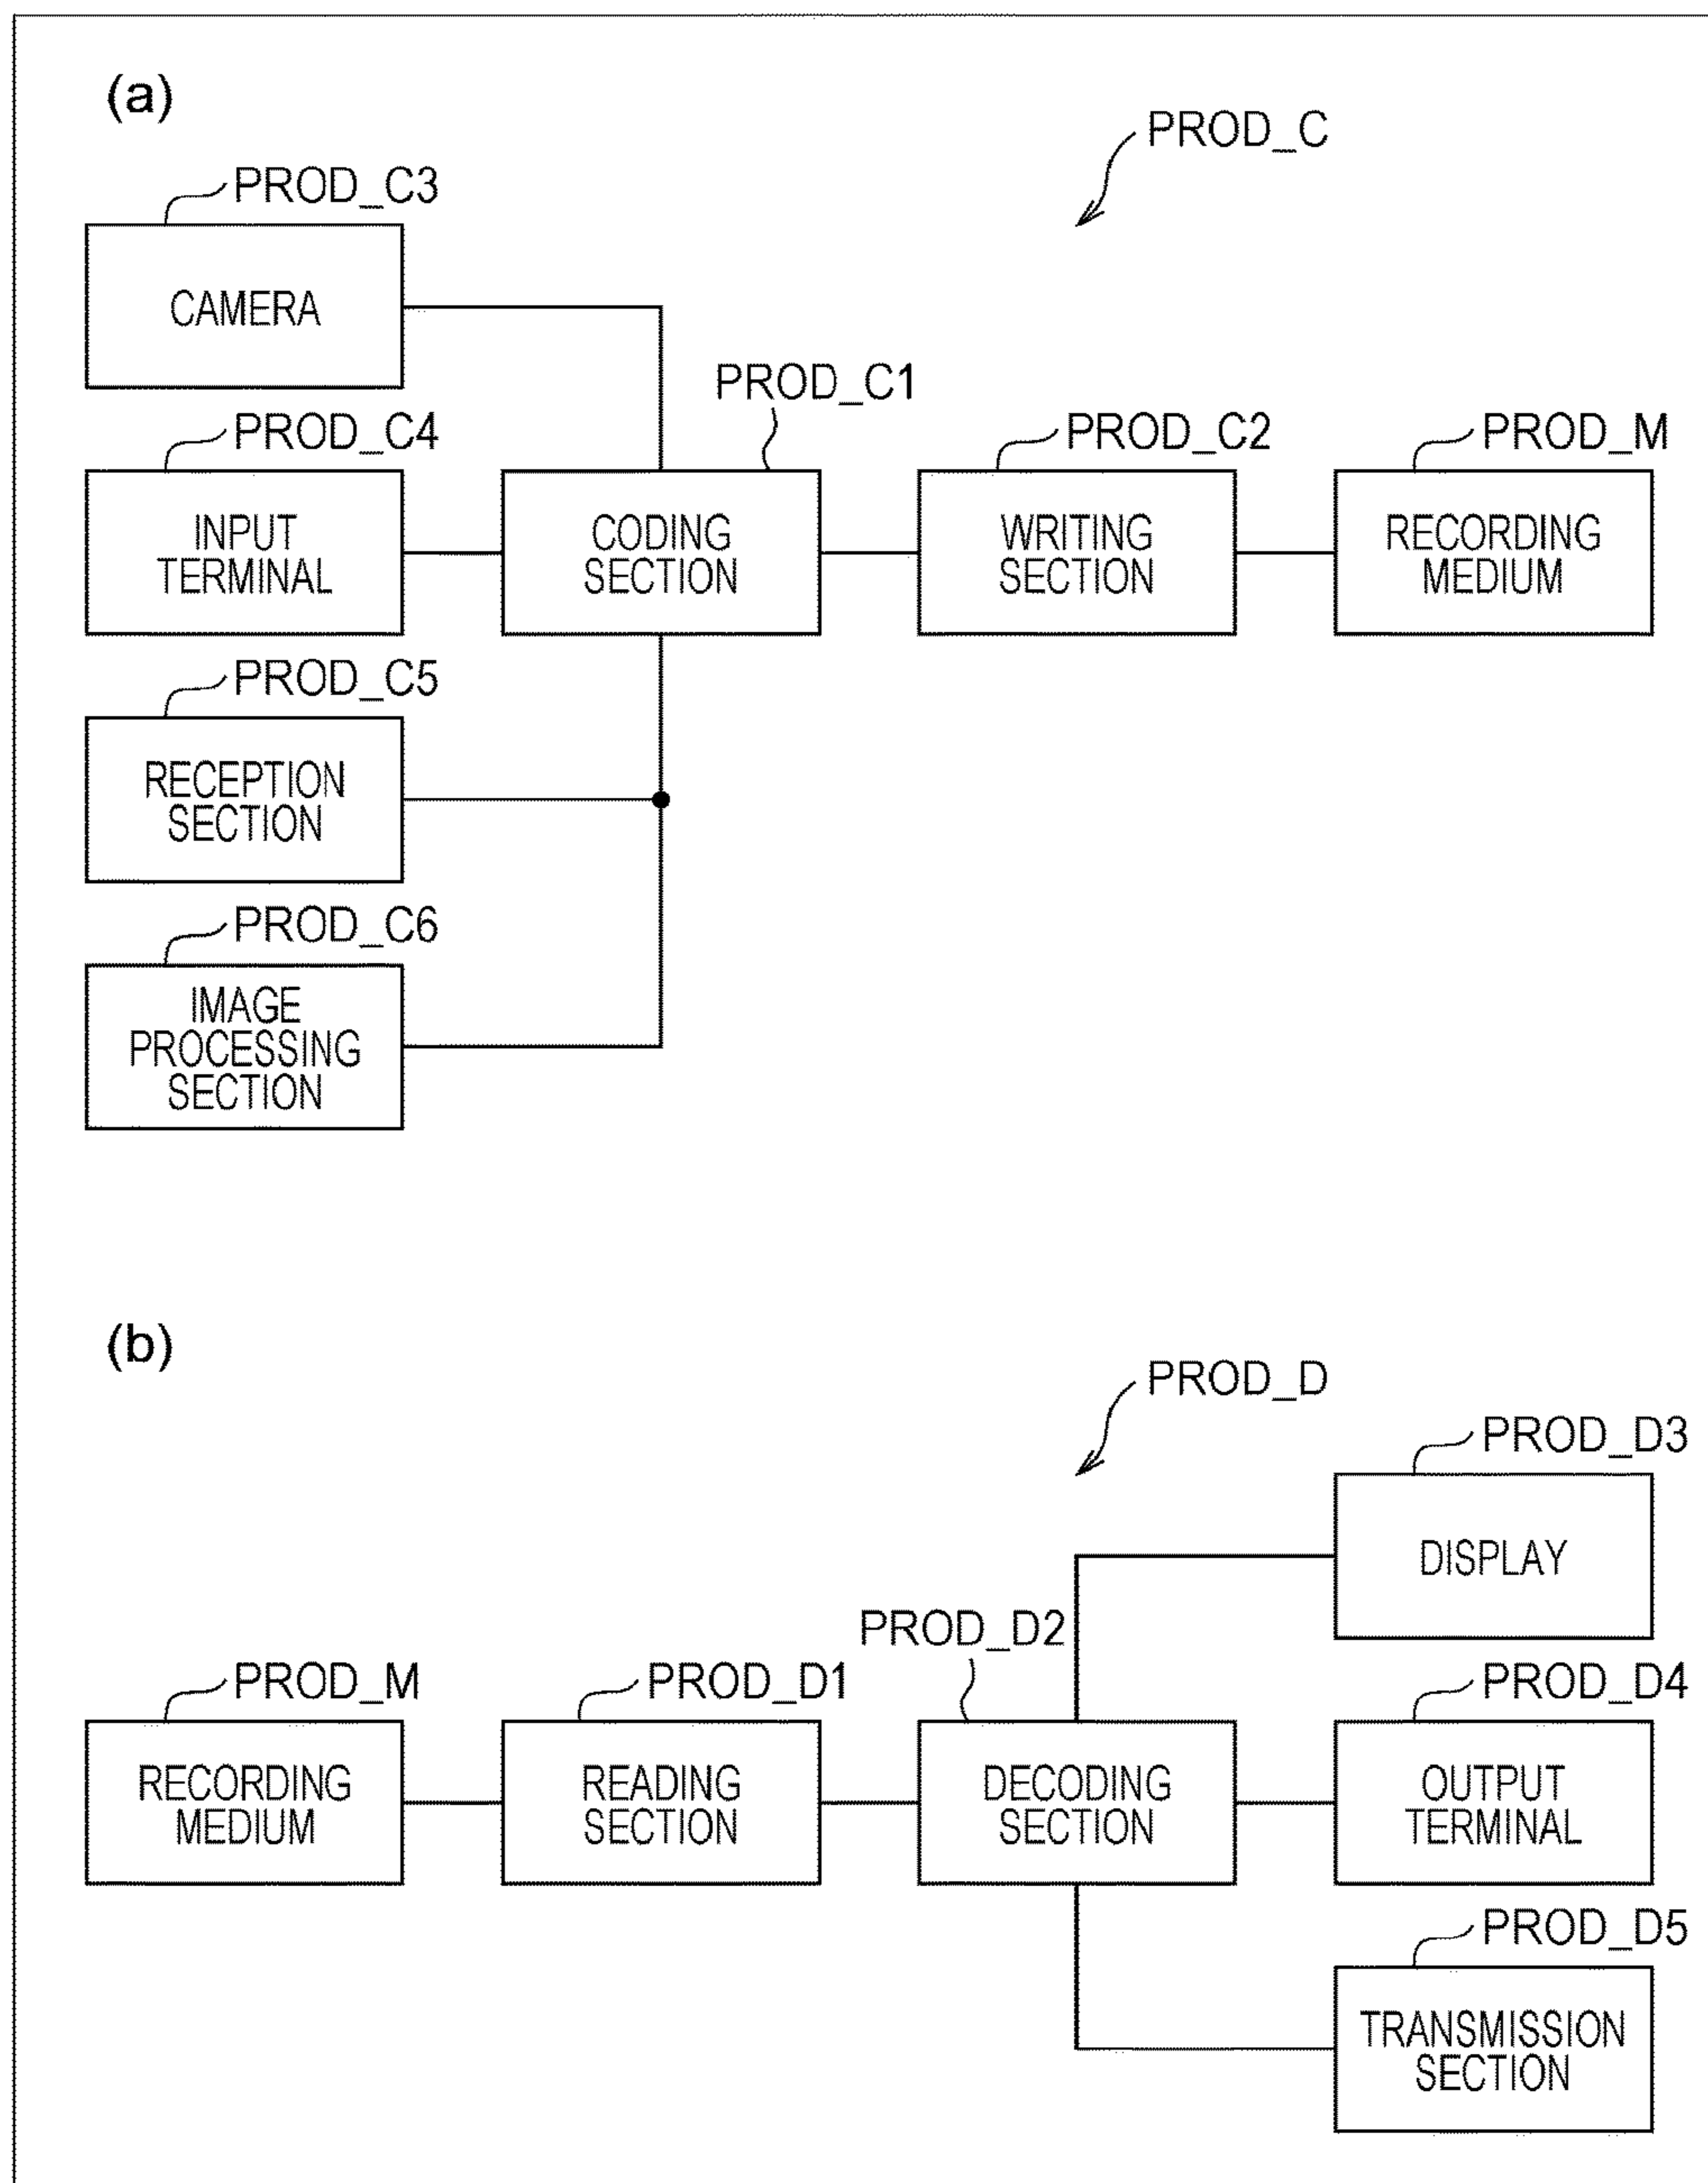 (a)
PROD_C
PROD_C3
CAMERA
PROD_C1
PROD_C4
PROD_C2
PROD_M
INPUT
TERMINAL
CODING
SECTION
WRITING
SECTION
RECORDING
MEDIUM
PROD_C5
RECEPTION
SECTION
PROD_C6
IMAGE
PROCESSING
SECTION
(b)
PROD_D
PROD_D3
DISPLAY
PROD_D2
PROD_M
PROD_D1
PROD_D4
RECORDING
MEDIUM
READING
SECTION
DECODING
SECTION
OUTPUT
TERMINAL
PROD_D5
TRANSMISSION
SECTION